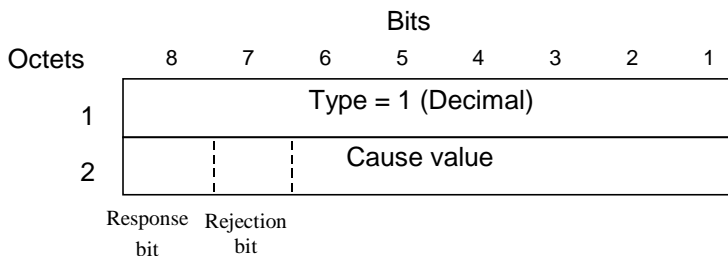 Bits
Octets 8 7 6 5 4 3 2 1
1 Type = 1 (Decimal)
2 Cause value
Response Rejection
bit bit